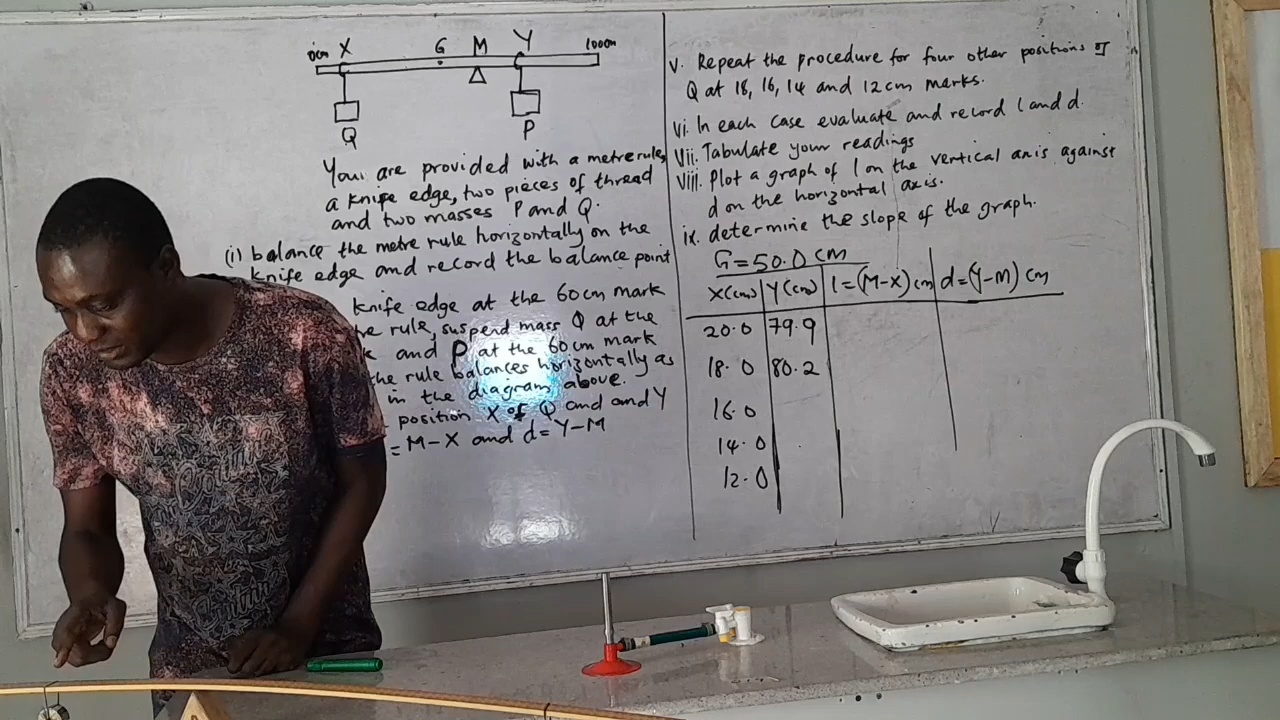 0cm X G M Y 100cm
Q P
You are provided with a metre rule,
a knife edge, two pieces of thread
and two masses P and Q.
(i) balance the metre rule horizontally on the
knife edge and record the balance point
knife edge at the 60cm mark
rule, suspend mass Q at the
and P at the 60cm mark
the rule balances horizontally as
in the diagram above.
position X of Q and and Y
= M-X and d= Y-M
v. Repeat the procedure for four other positions of
Q at 18, 16, 14 and 12cm marks.
vi. In each case evaluate and record l and d.
vii. Tabulate your readings
viii. Plot a graph of l on the vertical axis against
d on the horizontal axis.
ix. determine the slope of the graph.
G=50.0 cm
X(cm) Y(cm) l=(M-X) cm d=(Y-M) cm
20.0 79.9
18.0 80.2
16.0
14.0
12.0